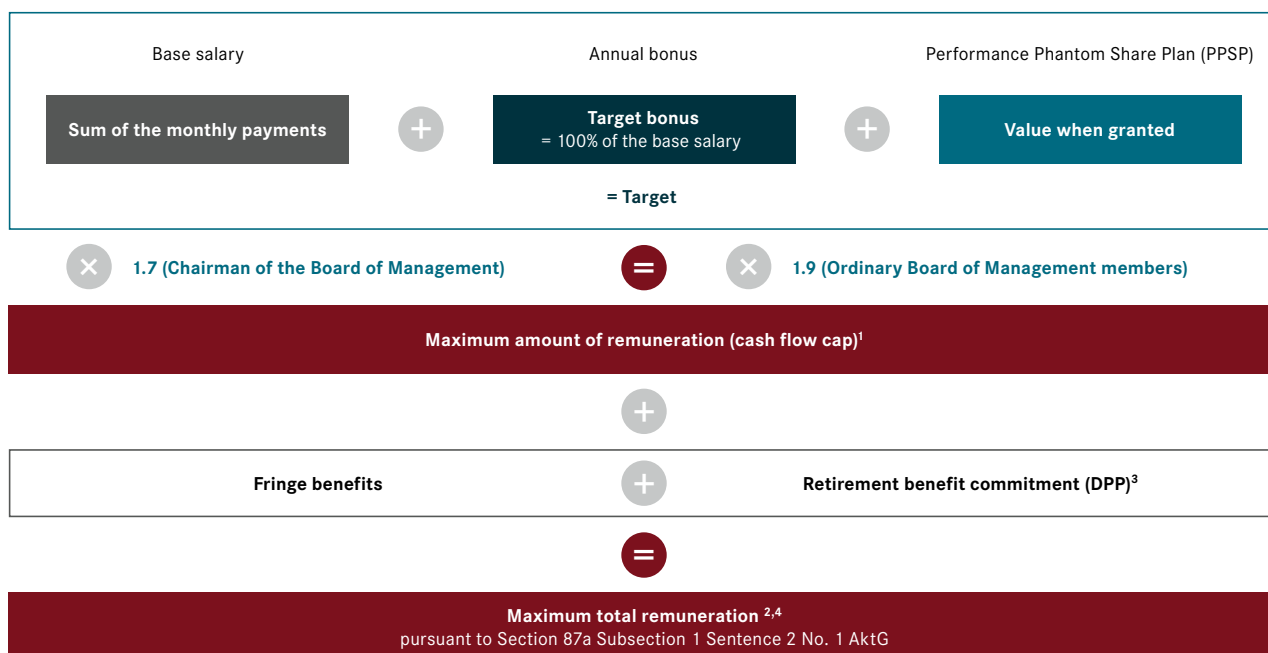 Base salary
Annual bonus
Performance Phantom Share Plan (PPSP)
Sum of the monthly payments
+
Target bonus
= 100% of the base salary
+
Value when granted
= Target
× 1.7 (Chairman of the Board of Management)
=
× 1.9 (Ordinary Board of Management members)
Maximum amount of remuneration (cash flow cap)¹
+
Fringe benefits
+
Retirement benefit commitment (DPP)³
=
Maximum total remuneration ²,⁴
pursuant to Section 87a Subsection 1 Sentence 2 No. 1 AktG